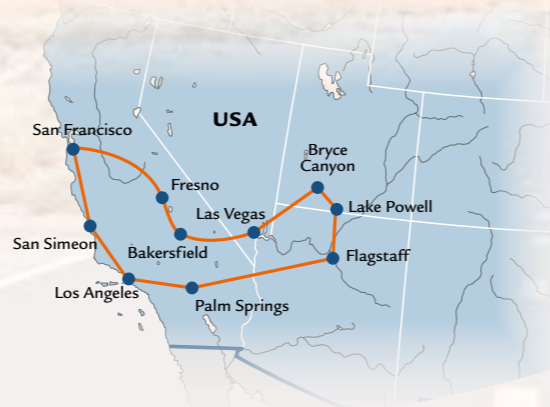 San Francisco
USA
Bryce
Canyon
Fresno
Las Vegas
Lake Powell
San Simeon
Bakersfield
Flagstaff
Los Angeles
Palm Springs